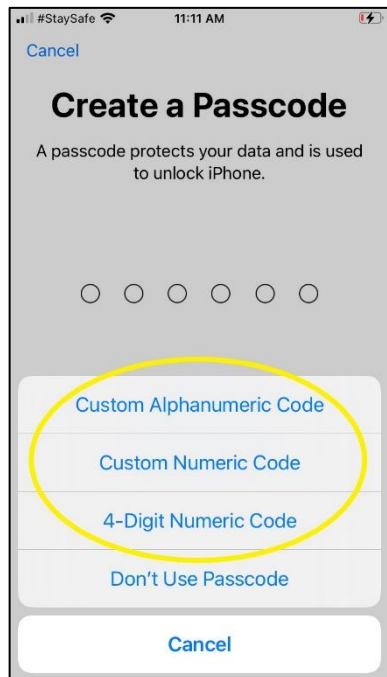 #StaySafe 11:11 AM
Cancel
Create a Passcode
A passcode protects your data and is used
to unlock iPhone.
Custom Alphanumeric Code
Custom Numeric Code
4-Digit Numeric Code
Don't Use Passcode
Cancel